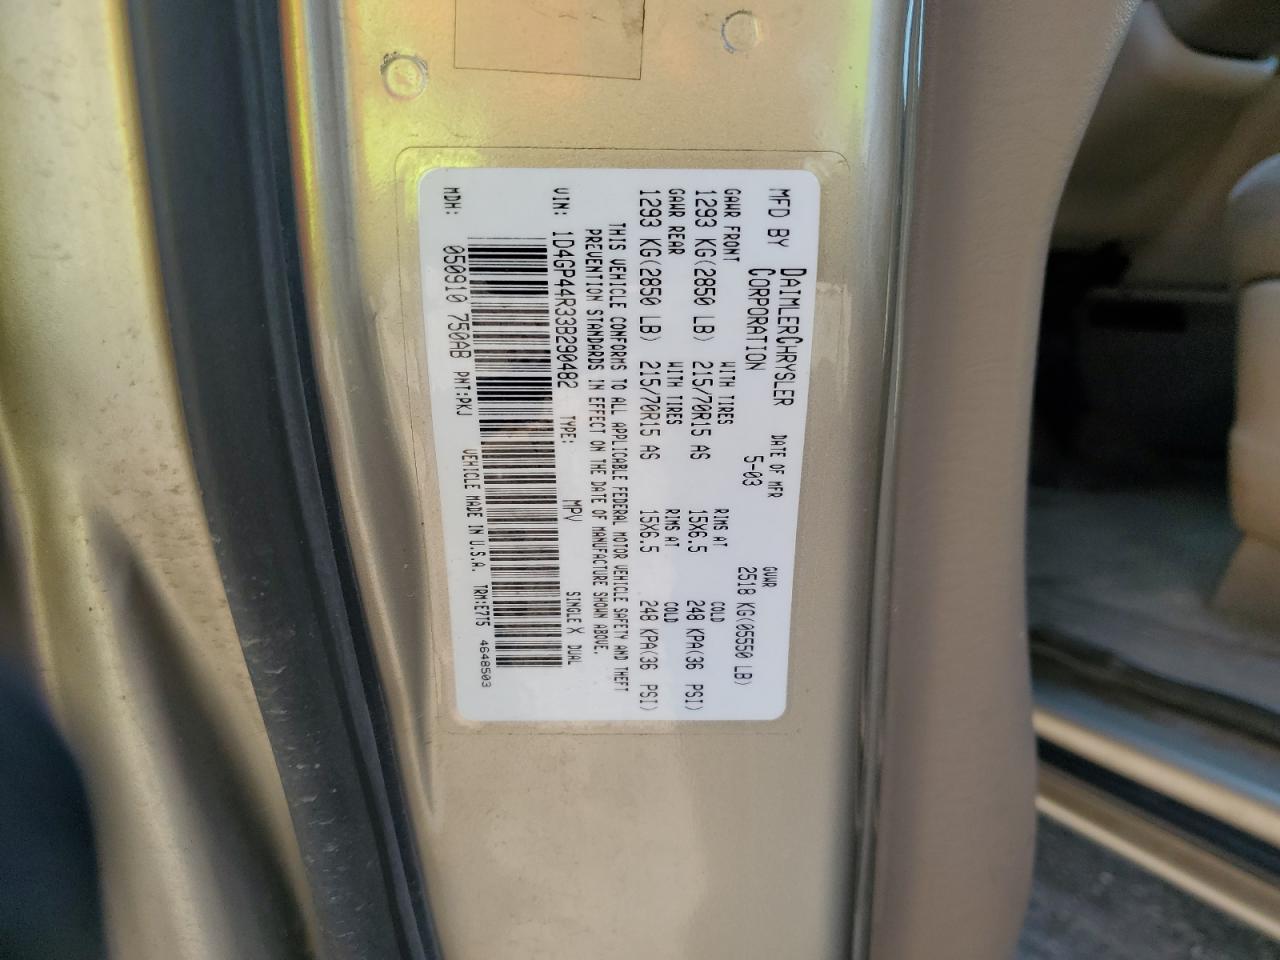 MFD BY DAIMLERCHRYSLER CORPORATION DATE OF MFR 5-03 GVWR 2518 KG(05550 LB)
GAWR FRONT WITH TIRES RIMS AT COLD
1293 KG(2850 LB) 215/70R15 AS 15X6.5 248 KPA(36 PSI)
GAWR REAR WITH TIRES RIMS AT COLD
1293 KG(2850 LB) 215/70R15 AS 15X6.5 248 KPA(36 PSI)
THIS VEHICLE CONFORMS TO ALL APPLICABLE FEDERAL MOTOR VEHICLE SAFETY AND THEFT
PREVENTION STANDARDS IN EFFECT ON THE DATE OF MANUFACTURE SHOWN ABOVE.
VIN: 1D4GP44R33B290482 TYPE: MPV SINGLE X DUAL
MDH: 050910 750AB PNT:PKJ VEHICLE MADE IN U.S.A. TRM:E7T5 4648503